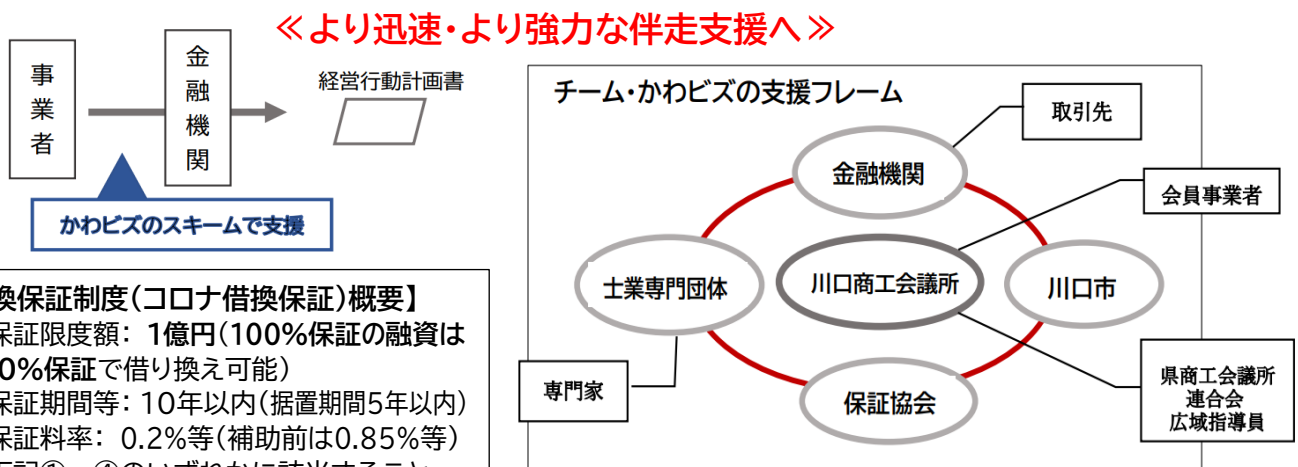 ≪より迅速・より強力な伴走支援へ≫
事業者
金融機関
経営行動計画書
かわビズのスキームで支援
チーム・かわビズの支援フレーム
取引先
金融機関
会員事業者
士業専門団体
川口商工会議所
川口市
専門家
保証協会
県商工会議所
連合会
広域指導員
換保証制度(コロナ借換保証)概要】
保証限度額: 1億円(100%保証の融資は
0%保証で借り換え可能)
保証期間等: 10年以内(据置期間5年以内)
保証料率: 0.2%等(補助前は0.85%等)